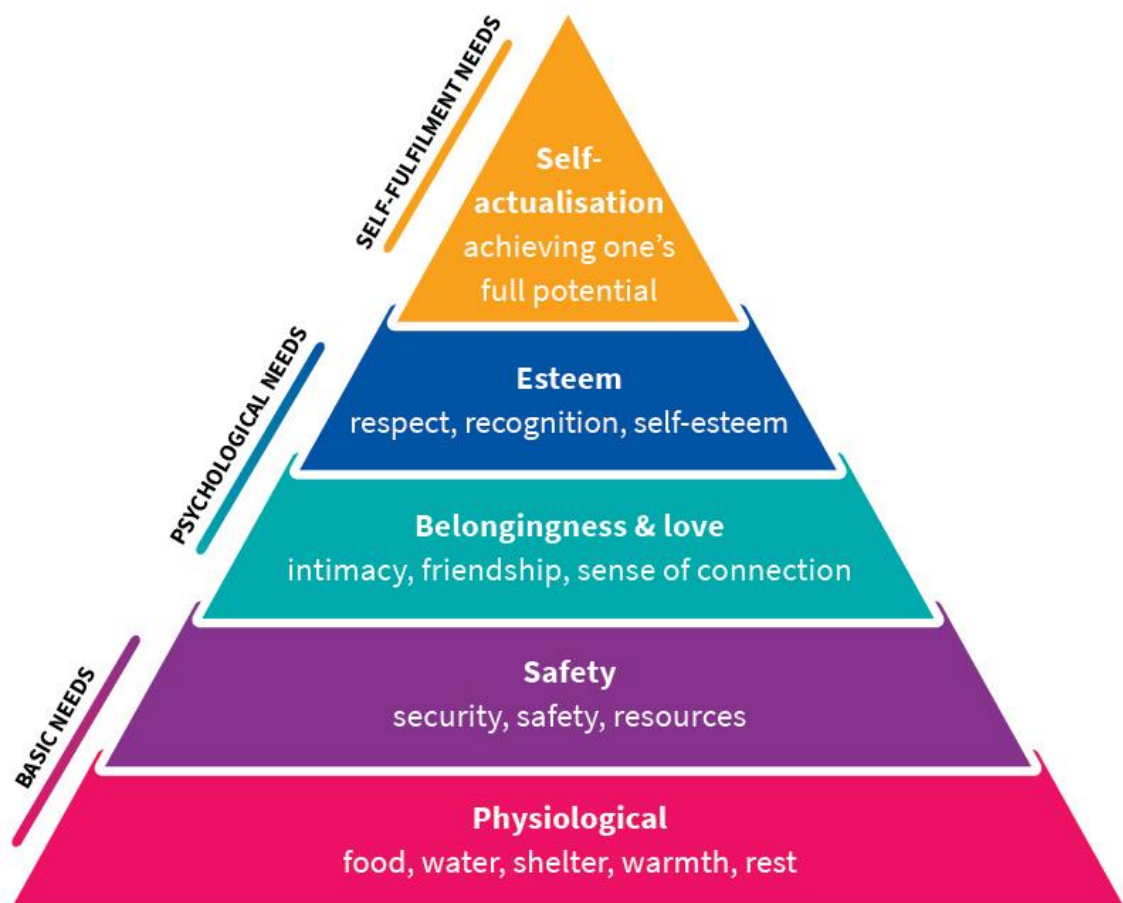 SELF-FULFILMENT NEEDS
Self-
actualisation
achieving one's
full potential
PSYCHOLOGICAL NEEDS
Esteem
respect, recognition, self-esteem
Belongingness & love
intimacy, friendship, sense of connection
BASIC NEEDS
Safety
security, safety, resources
Physiological
food, water, shelter, warmth, rest